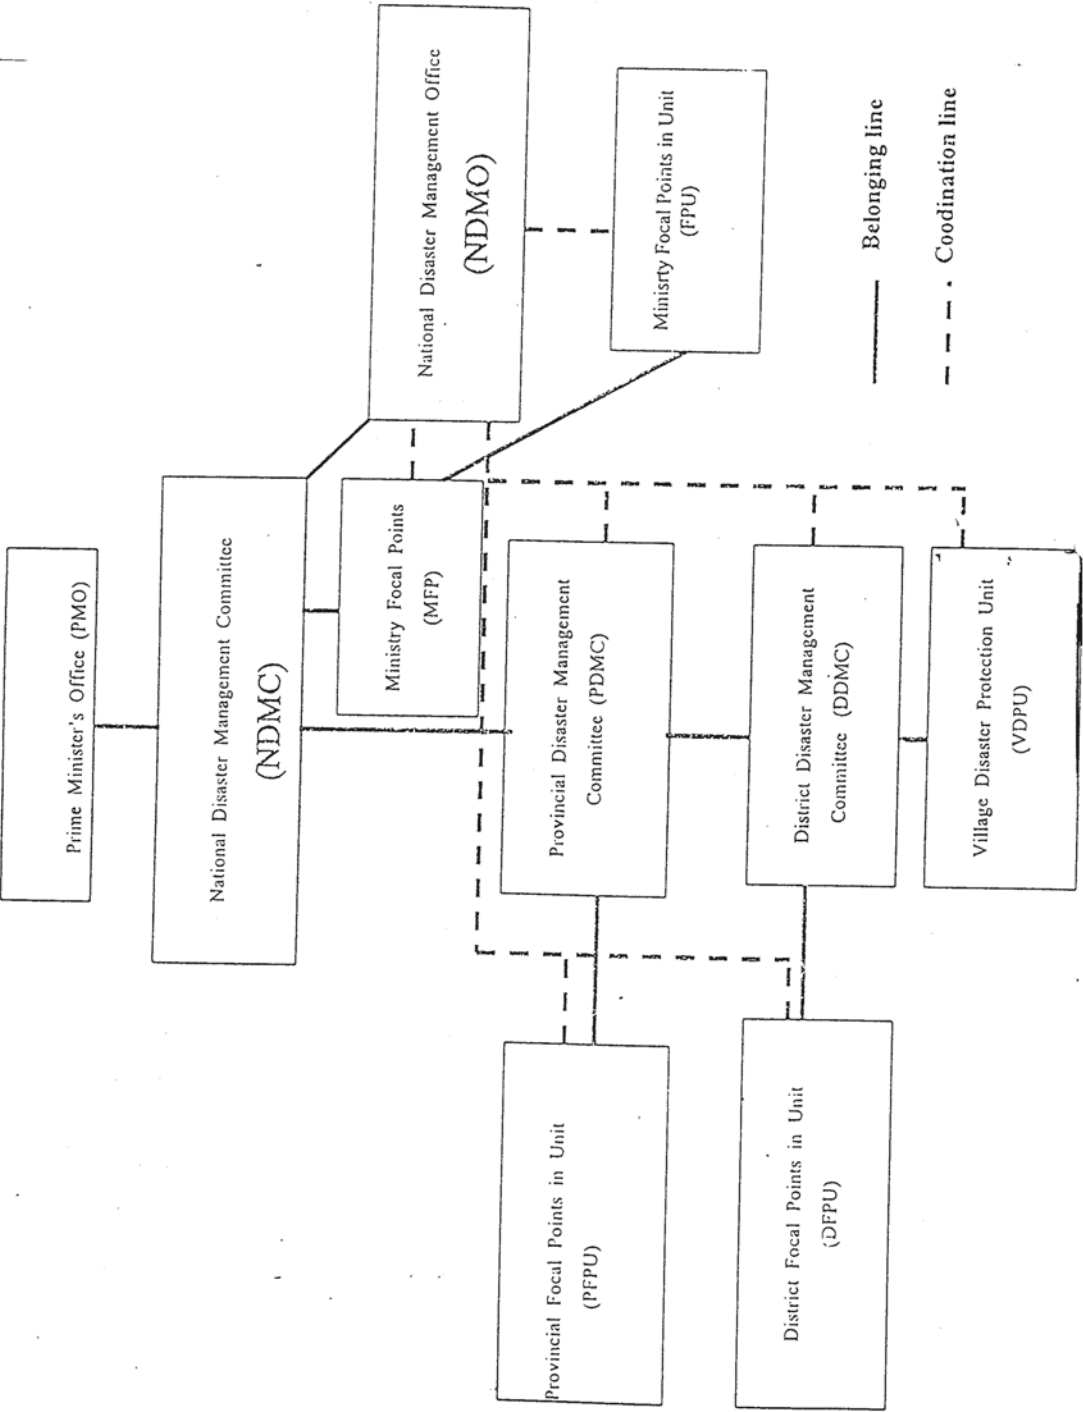 Prime Minister's Office (PMO)
National Disaster Management Committee
(NDMC)
National Disaster Management Office
(NDMO)
Ministry Focal Points
(MFP)
Minisrty Focal Points in Unit
(FPU)
Provincial Disaster Management
Committee (PDMC)
Provincial Focal Points in Unit
(PFPU)
District Disaster Management
Committee (DDMC)
District Focal Points in Unit
(DFPU)
Village Disaster Protection Unit
(VDPU)
Belonging line
Coodination line